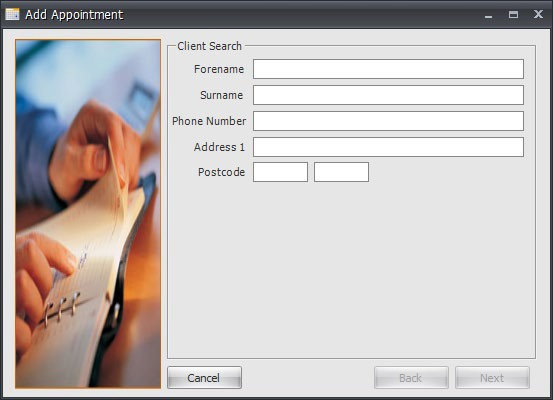 Add Appointment
Client Search
Forename
Surname
Phone Number
Address 1
Postcode
Cancel
Back
Next